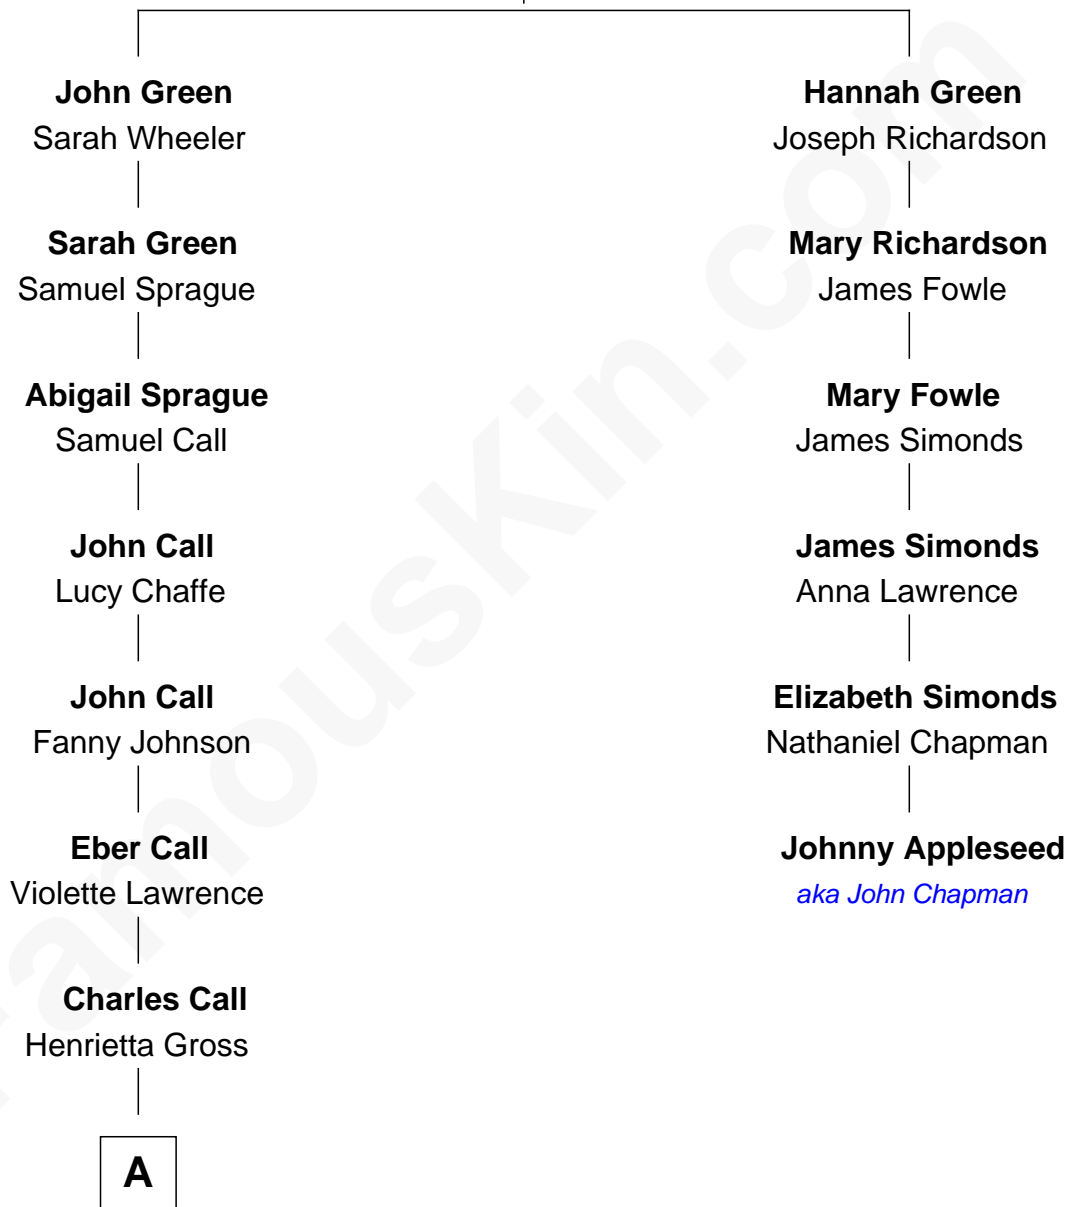 John Green
Sarah Wheeler
Hannah Green
Joseph Richardson
Sarah Green
Samuel Sprague
Mary Richardson
James Fowle
Abigail Sprague
Samuel Call
Mary Fowle
James Simonds
John Call
Lucy Chaffe
James Simonds
Anna Lawrence
John Call
Fanny Johnson
Elizabeth Simonds
Nathaniel Chapman
Eber Call
Violette Lawrence
Johnny Appleseed
aka John Chapman
Charles Call
Henrietta Gross
A
FamousKin.com